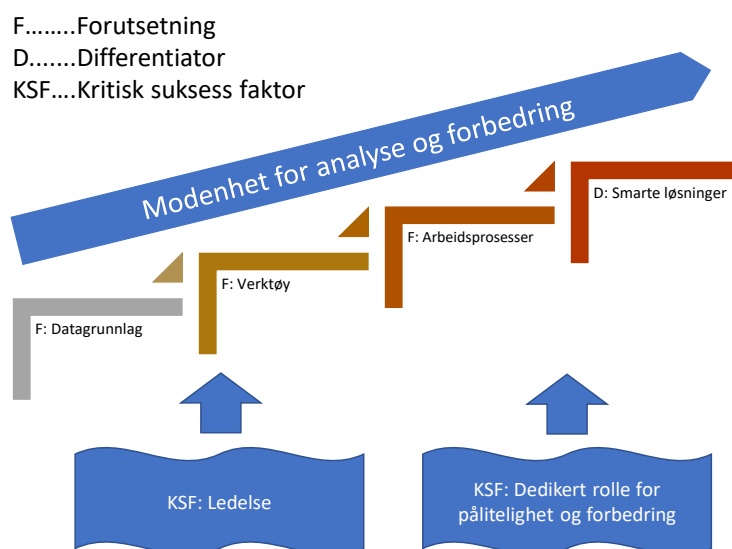 F........Forutsetning
D.......Differentiator
KSF....Kritisk suksess faktor
Modenhet for analyse og forbedring
D: Smarte løsninger
F: Arbeidsprosesser
F: Verktøy
F: Datagrunnlag
KSF: Ledelse
KSF: Dedikert rolle for
pålitelighet og forbedring